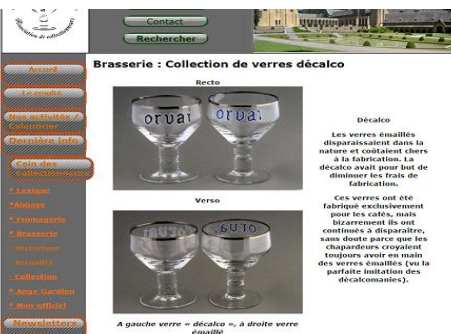 Contact
Rechercher
Accueil
Le comité
Nos activités /
Calendrier
Dernière info
Coin des
collectionneurs
* Lexique
*Abbaye
* Fromagerie
* Brasserie
- Historique
- Actualité
- Collection
* Ange Gardien
* Non-officiel
Newsletters
Brasserie : Collection de verres décalco
Recto
orval
orval
Verso
Décalco
Les verres émaillés
disparaissaient dans la
nature et coûtaient chers
à la fabrication. La
décalco avait pour but de
diminuer les frais de
fabrication.
Ces verres ont été
fabriqué exclusivement
pour les cafés, mais
bizarrement ils ont
continués à disparaître,
sans doute parce que les
chapardeurs croyaient
toujours avoir en main
des verres émaillés (vu la
parfaite imitation des
décalcomanies).
A gauche verre « décalco », à droite verre
émaillé